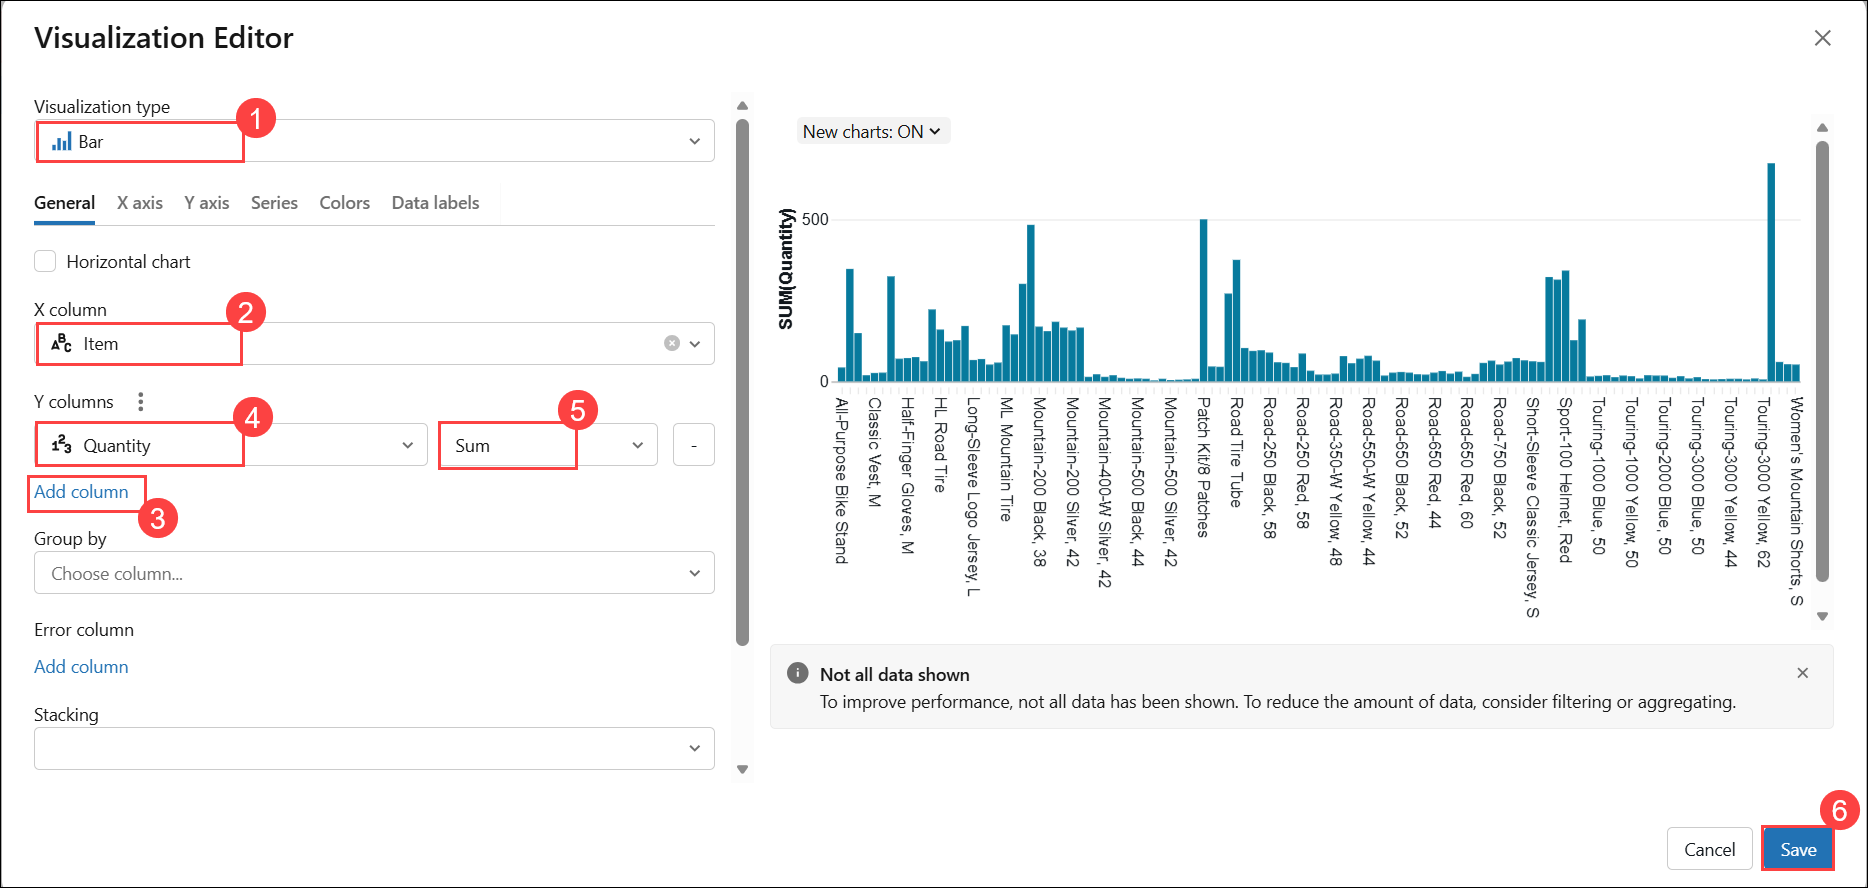 Visualization Editor
Visualization type
1
Bar
General X axis Y axis Series Colors Data labels
Horizontal chart
X column
2
ABC Item
Y columns
4
5
123 Quantity
Sum
-
Add column
3
Group by
Choose column...
Error column
Add column
Stacking
New charts: ON
SUM(Quantity)
500
0
All-Purpose Bike Stand
Classic Vest, M
Half-Finger Gloves, M
HL Road Tire
Long-Sleeve Logo Jersey, L
ML Mountain Tire
Mountain-200 Black, 38
Mountain-200 Silver, 42
Mountain-400-W Silver, 42
Mountain-500 Black, 44
Mountain-500 Silver, 42
Patch Kit/8 Patches
Road Tire Tube
Road-250 Black, 58
Road-250 Red, 58
Road-350-W Yellow, 48
Road-550-W Yellow, 44
Road-650 Black, 52
Road-650 Red, 44
Road-650 Red, 60
Road-750 Black, 52
Short-Sleeve Classic Jersey, S
Sport-100 Helmet, Red
Touring-1000 Blue, 50
Touring-1000 Yellow, 50
Touring-2000 Blue, 50
Touring-3000 Blue, 50
Touring-3000 Yellow, 44
Touring-3000 Yellow, 62
Women's Mountain Shorts, S
Not all data shown
To improve performance, not all data has been shown. To reduce the amount of data, consider filtering or aggregating.
6
Cancel
Save